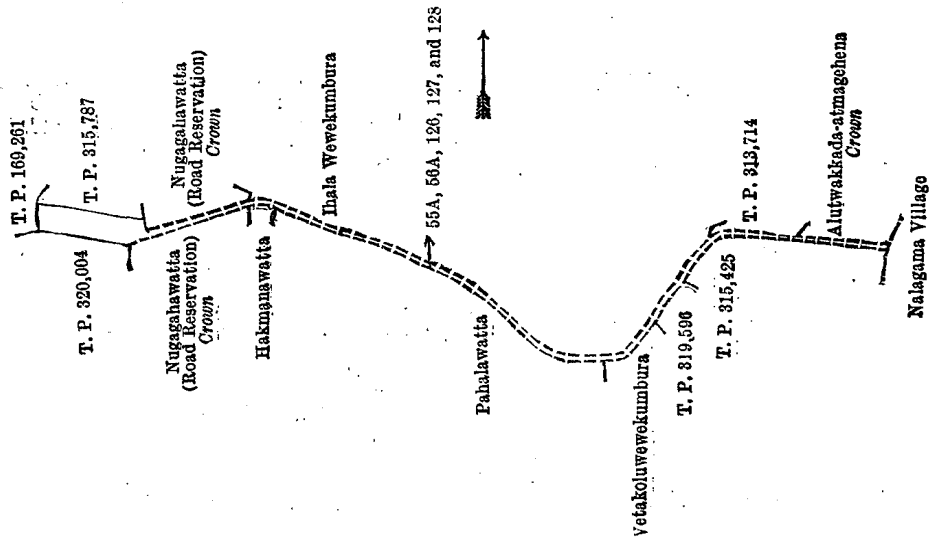 T. P. 169,261
T. P. 315,787
T. P. 320,004
Nugagahawatta
(Road Reservation)
Crown
Nugagahawatta
(Road Reservation)
Crown
Hakmanawatta
Ihala Wewekumbura
55A, 56A, 126, 127, and 128
Pahalawatta
Vetakoluwewekumbura
T. P. 319,596
T. P. 315,425
T. P. 313,714
Alutwakkada-atmagehena
Crown
Nalagama Village